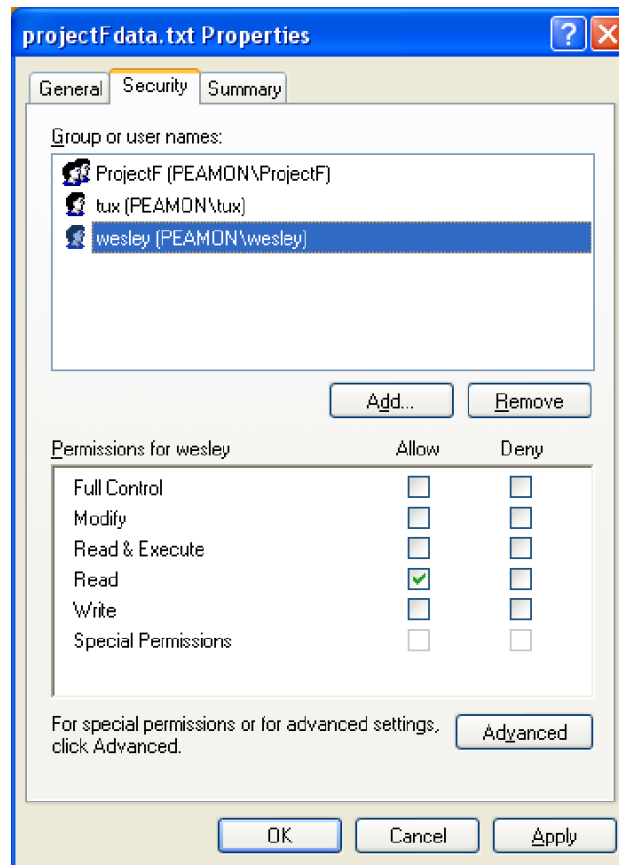 projectFdata.txt Properties
General Security Summary
Group or user names:
ProjectF (PEAMON\ProjectF)
tux (PEAMON\tux)
wesley (PEAMON\wesley)
Add... Remove
Permissions for wesley Allow Deny
Full Control
Modify
Read & Execute
Read
Write
Special Permissions
For special permissions or for advanced settings,
click Advanced.
Advanced
OK Cancel Apply